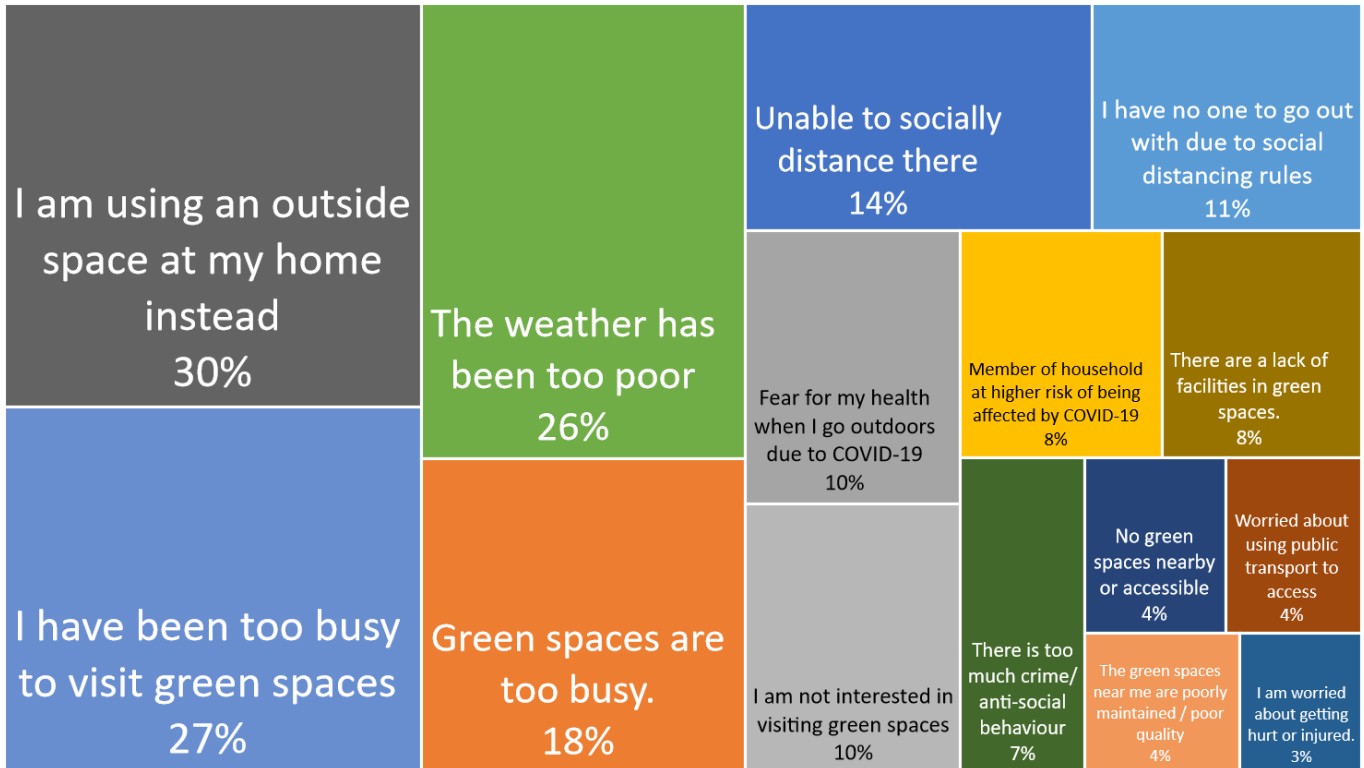 I am using an outside
space at my home
instead
30%
I have been too busy
to visit green spaces
27%
The weather has
been too poor
26%
Green spaces are
too busy.
18%
Unable to socially
distance there
14%
I have no one to go out
with due to social
distancing rules
11%
Fear for my health
when I go outdoors
due to COVID-19
10%
I am not interested in
visiting green spaces
10%
Member of household
at higher risk of being
affected by COVID-19
8%
There are a lack of
facilities in green
spaces.
8%
There is too
much crime/
anti-social
behaviour
7%
No green
spaces nearby
or accessible
4%
Worried about
using public
transport to
access
4%
The green spaces
near me are poorly
maintained / poor
quality
4%
I am worried
about getting
hurt or injured.
3%